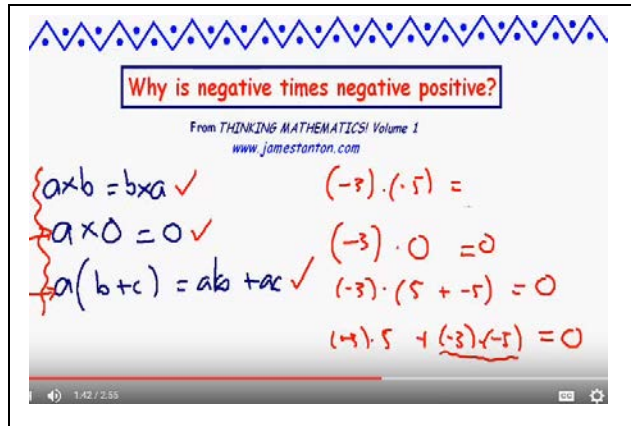 Why is negative times negative positive?
From THINKING MATHEMATICS! Volume 1
www.jamestanton.com
a×b = b×a ✓
a×0 = 0 ✓
a(b+c) = ab +ac ✓
(-3).(-5) =
(-3) · 0 = 0
(-3)·(5 + -5) = 0
(-3)·5 + (-3)·(-5) = 0
1:42 / 2:55
CC